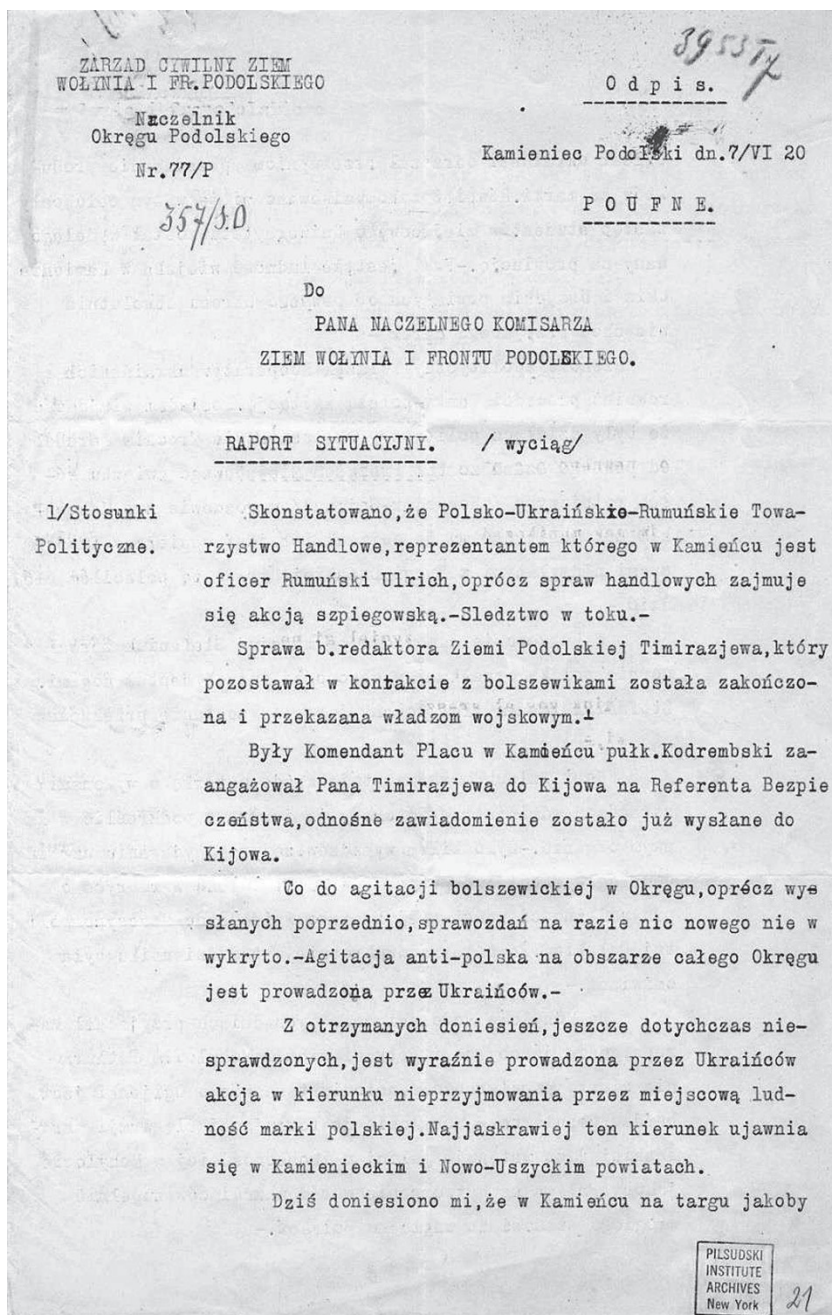 39537/y
ZARZĄD CYWILNY ZIEM
WOŁYNIA I FR.PODOLSKIEGO
O d p i s.
Naczelnik
Okręgu Podolskiego
Nr.77/P
Kamieniec Podolski dn.7/VI 20
P O U F N E.
357/J.D
Do
PANA NACZELNEGO KOMISARZA
ZIEM WOŁYNIA I FRONTU PODOLSKIEGO.
RAPORT SYTUACYJNY. / wyciąg/
1/Stosunki
Polityczne.
Skonstatowano,że Polsko-Ukraińskie-Rumuńskie Towa-
rzystwo Handlowe,reprezentantem którego w Kamieńcu jest
oficer Rumuński Ulrich,oprócz spraw handlowych zajmuje
się akcją szpiegowską.-Sledztwo w toku.-
Sprawa b.redaktora Ziemi Podolskiej Timirazjewa,który
pozostawał w kontakcie z bolszewikami została zakończo-
na i przekazana władzom wojskowym.-
Były Komendant Placu w Kamieńcu pułk.Kodrembski za-
angażował Pana Timirazjewa do Kijowa na Referenta Bezpie
czeństwa,odnośne zawiadomienie zostało już wysłane do
Kijowa.
Co do agitacji bolszewickiej w Okręgu,oprócz wys
słanych poprzednio,sprawozdań na razie nic nowego nie w
wykryto.-Agitacja anti-polska na obszarze całego Okręgu
jest prowadzona przez Ukraińców.-
Z otrzymanych doniesień,jeszcze dotychczas nie-
sprawdzonych,jest wyraźnie prowadzona przez Ukraińców
akcja w kierunku nieprzyjmowania przez miejscową lud-
ność marki polskiej.Najjaskrawiej ten kierunek ujawnia
się w Kamienieckim i Nowo-Uszyckim powiatach.
Dziś doniesiono mi,że w Kamieńcu na targu jakoby
PILSUDSKI
INSTITUTE
ARCHIVES
New York
21